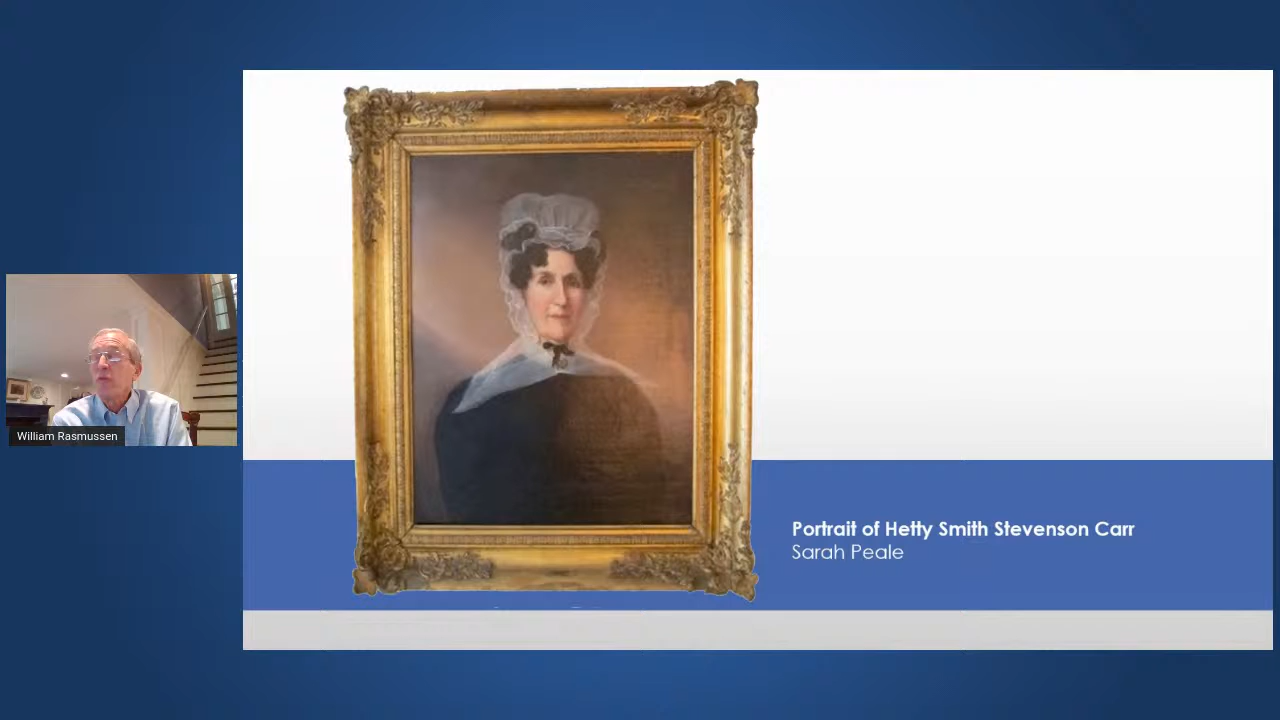 William Rasmussen
Portrait of Hetty Smith Stevenson Carr
Sarah Peale